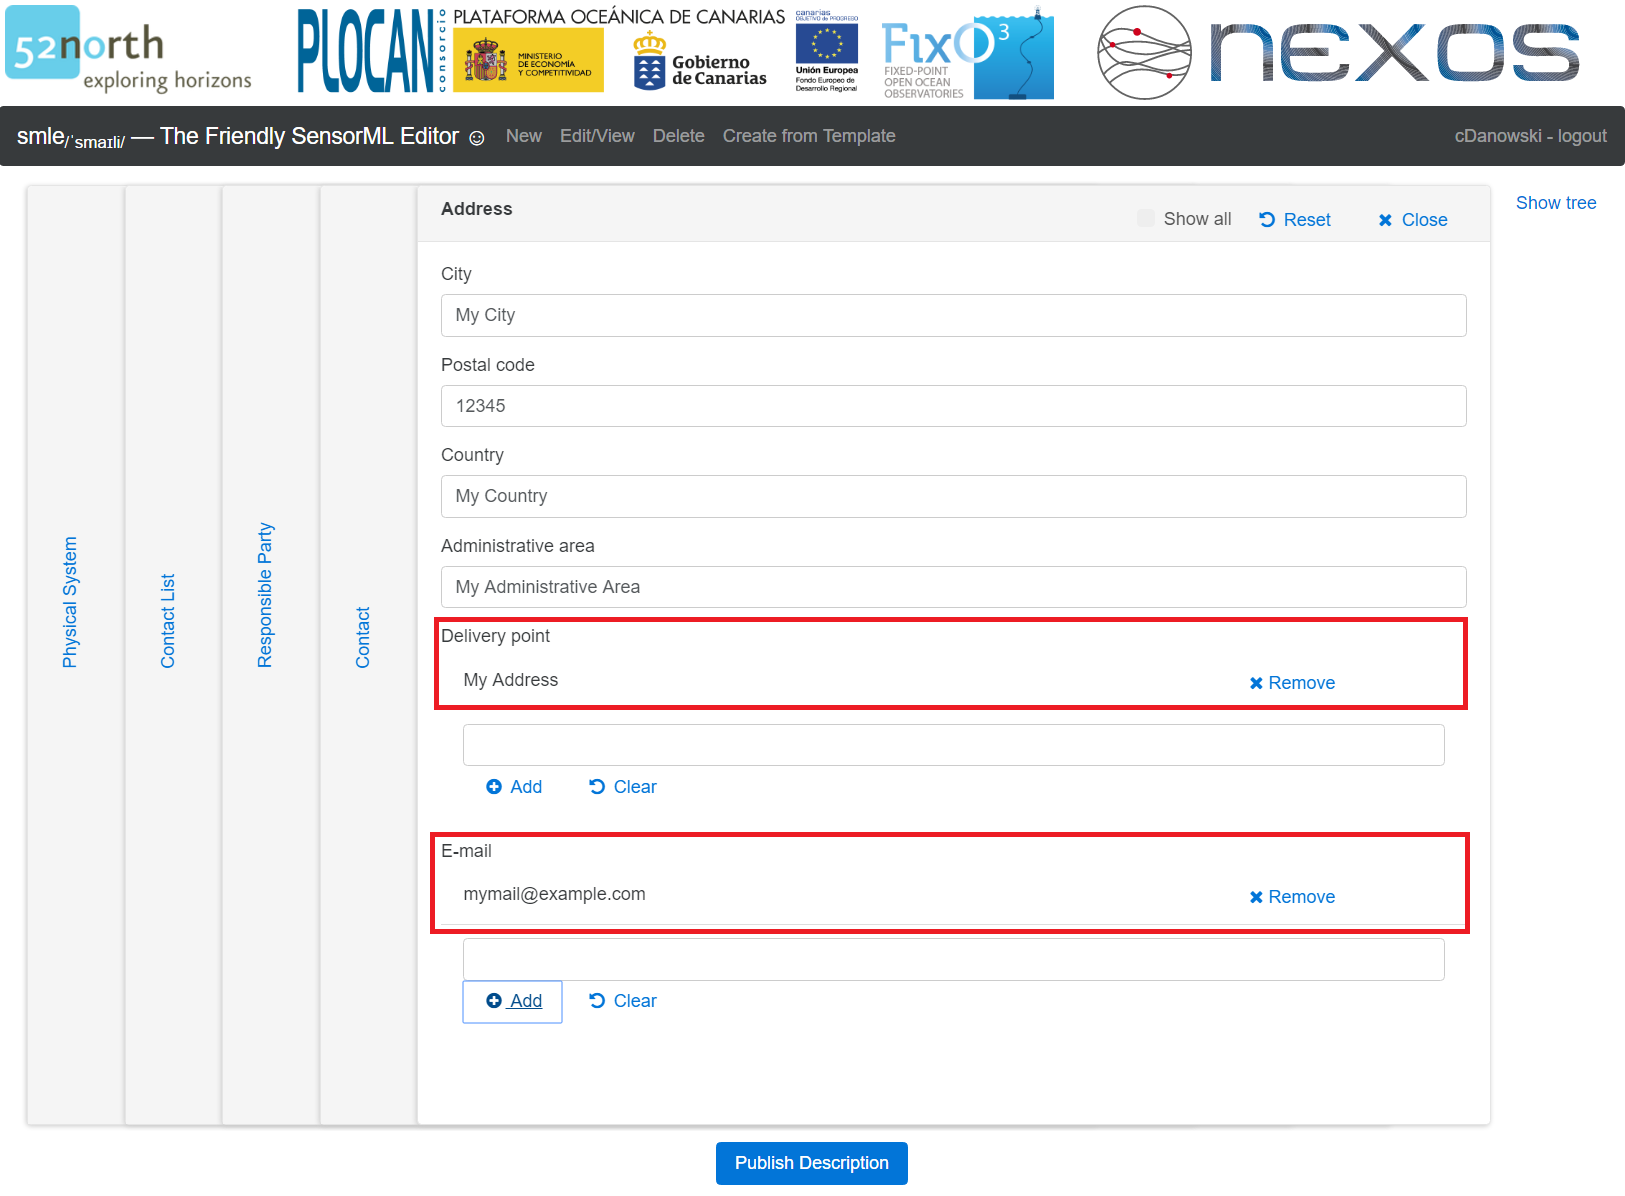 52north
exploring horizons
PLOCAN
consorcio
PLATAFORMA OCEÁNICA DE CANARIAS
MINISTERIO
DE ECONOMÍA
Y COMPETITIVIDAD
Gobierno
de Canarias
canarias
OBJETIVO DE PROGRESO
Unión Europea
Fondo Europeo de
Desarrollo Regional
FixO3
FIXED-POINT
OPEN OCEAN
OBSERVATORIES
nexos
smle/ˈsmaɪli/ — The Friendly SensorML Editor ☺ New Edit/View Delete Create from Template cDanowski - logout
Physical System
Contact List
Responsible Party
Contact
Address
Show all Reset Close
Show tree
City
My City
Postal code
12345
Country
My Country
Administrative area
My Administrative Area
Delivery point
My Address Remove
Add Clear
E-mail
mymail@example.com Remove
Add Clear
Publish Description